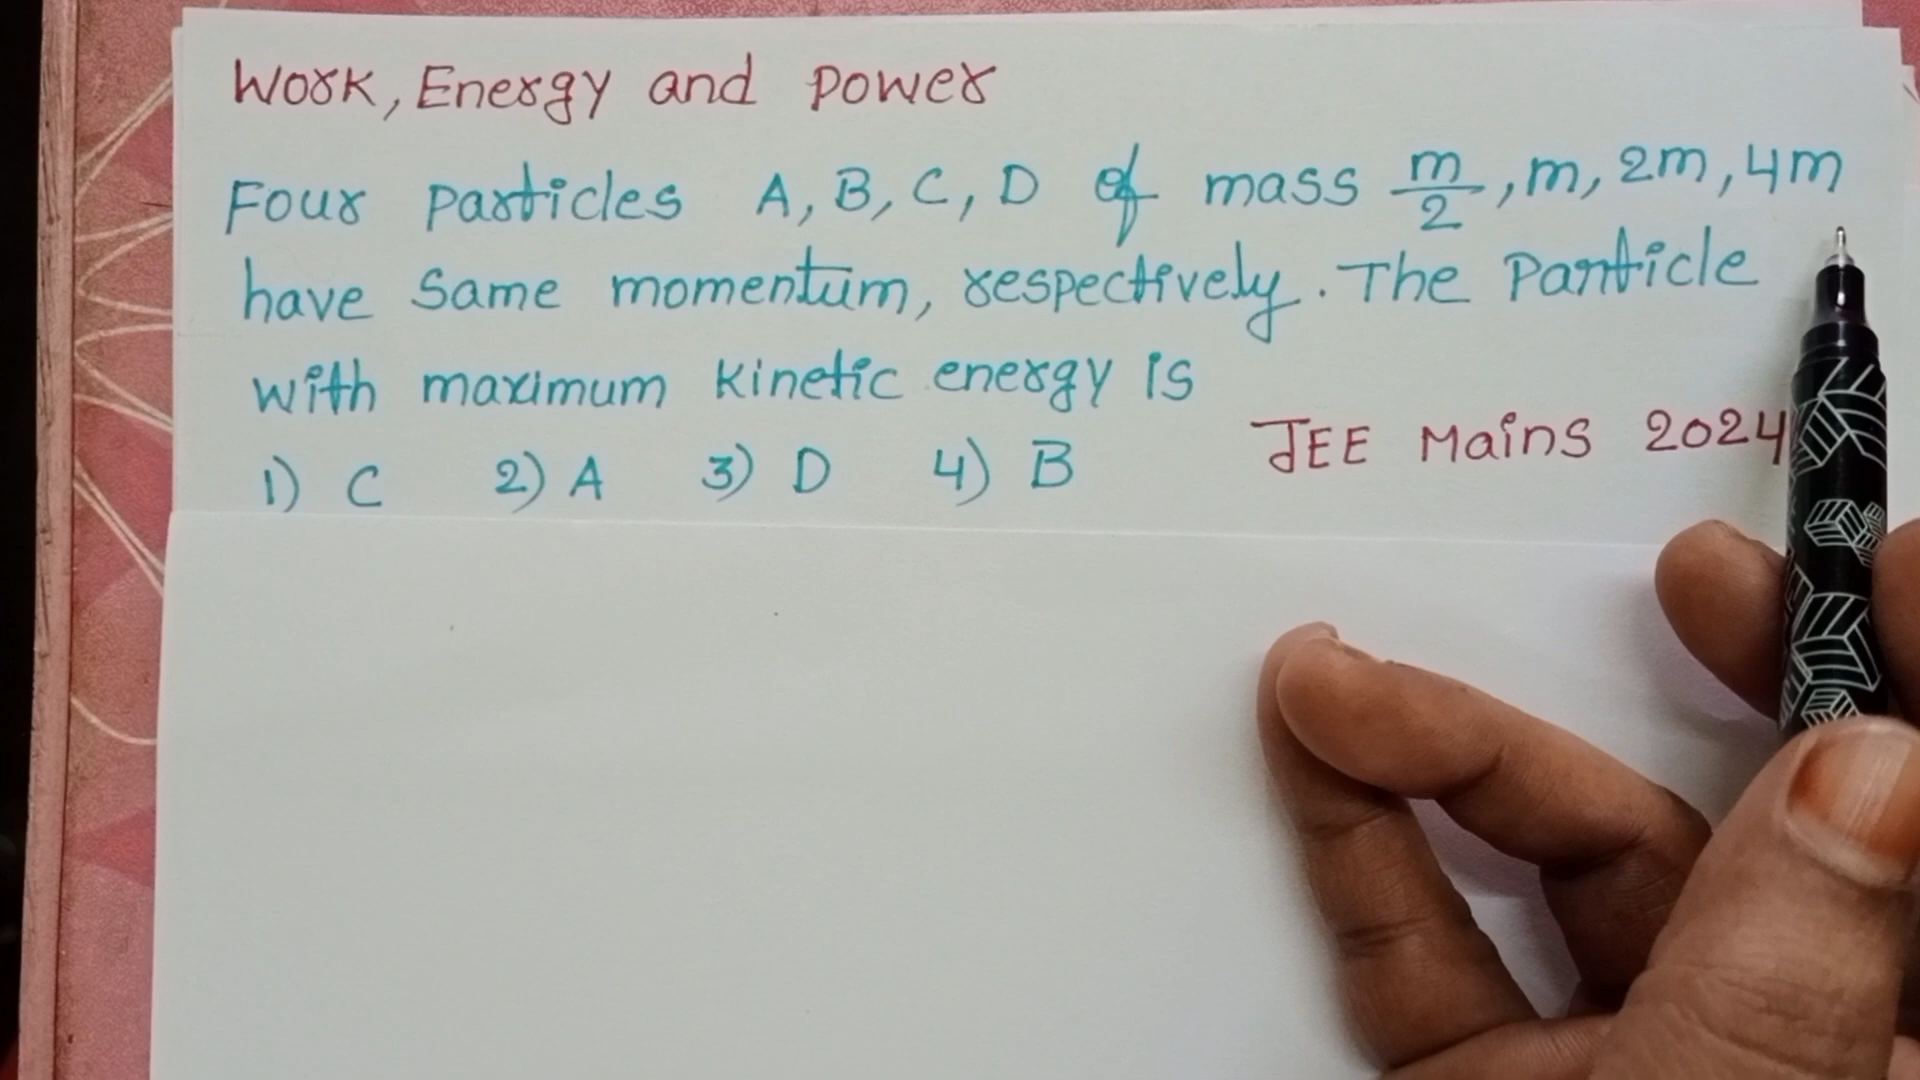 Work, Energy and Power
Four particles A, B, C, D of mass m/2, m, 2m, 4m
have same momentum, respectively. The Particle
with maximum kinetic energy is
1) C 2) A 3) D 4) B
JEE Mains 2024